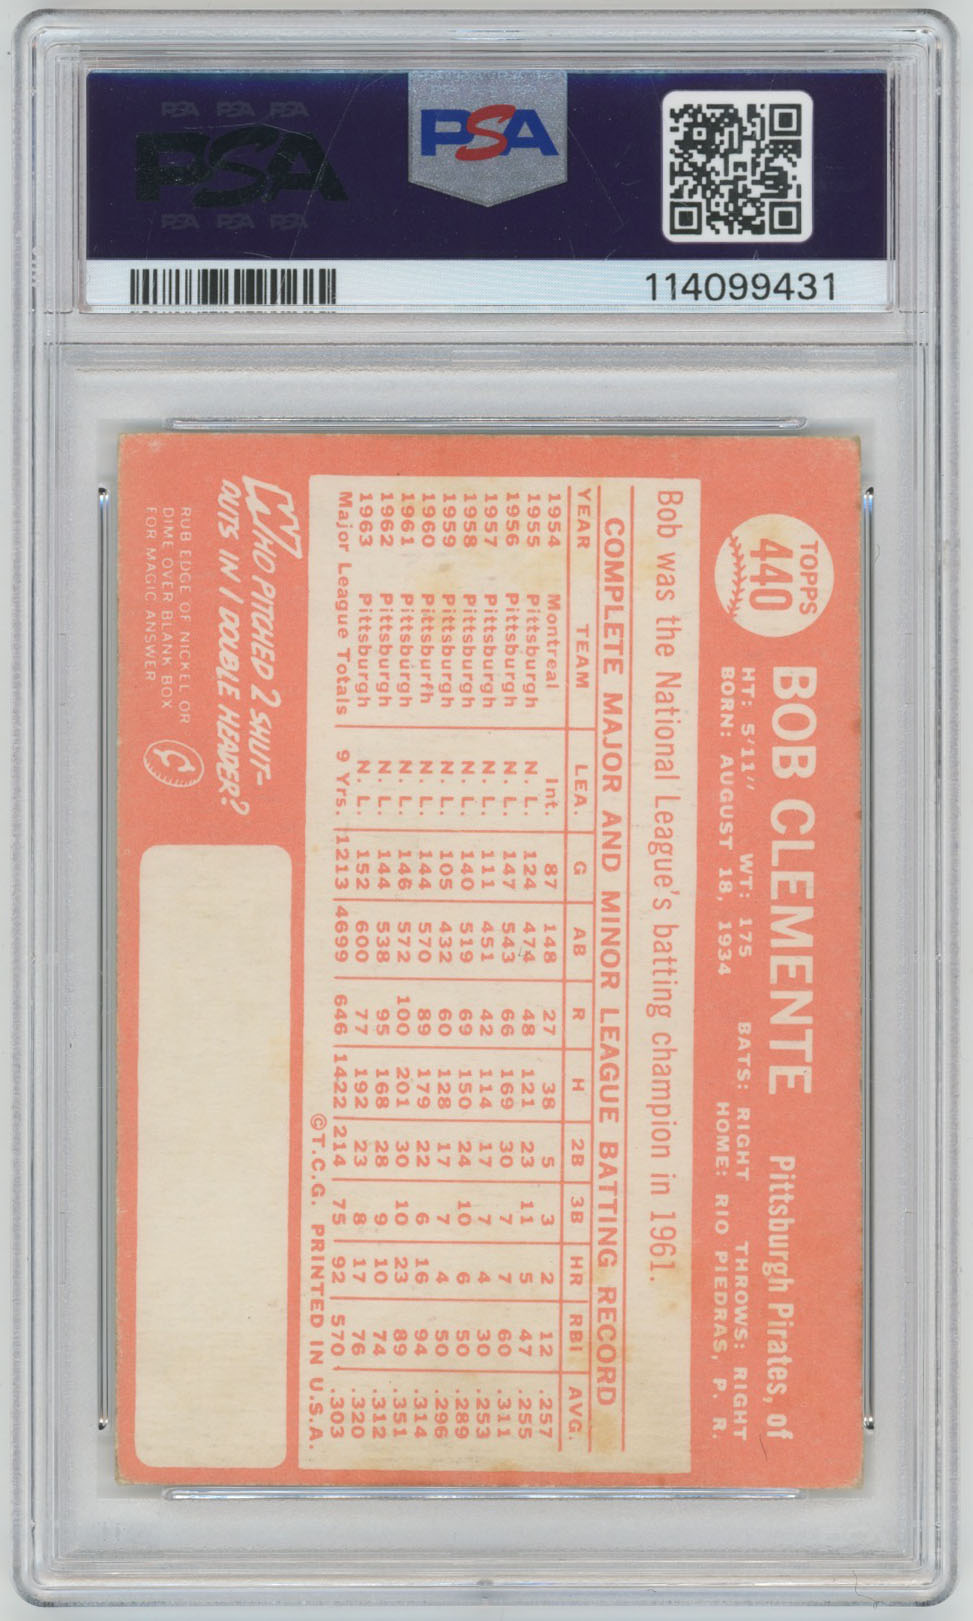 PSA PSA PSA
PSA
PSA PSA PSA
PSA
114099431
TOPPS
440
BOB CLEMENTE Pittsburgh Pirates, of
HT: 5'11" WT: 175 BATS: RIGHT THROWS: RIGHT
BORN: AUGUST 18, 1934 HOME: RIO PIEDRAS, P. R.
Bob was the National League's batting champion in 1961.
COMPLETE MAJOR AND MINOR LEAGUE BATTING RECORD
YEAR TEAM LEA. G AB R H 2B 3B HR RBI AVG.
1954 Montreal Int. 87 148 27 38 5 3 2 12 .257
1955 Pittsburgh N. L. 124 474 48 121 23 11 5 47 .255
1956 Pittsburgh N. L. 147 543 66 169 30 7 7 60 .311
1957 Pittsburgh N. L. 111 451 42 114 17 7 4 30 .253
1958 Pittsburgh N. L. 140 519 69 150 24 10 6 50 .289
1959 Pittsburgh N. L. 105 432 60 128 17 7 4 50 .296
1960 Pittsburfh N. L. 144 570 89 179 22 6 16 94 .314
1961 Pittsburgh N. L. 146 572 100 201 30 10 23 89 .351
1962 Pittsburgh N. L. 144 538 95 168 28 9 10 74 .312
1963 Pittsburgh N. L. 152 600 77 192 23 8 17 76 .320
Major League Totals 9 Yrs. 1213 4699 646 1422 214 75 92 570 .303
©T.C.G. PRINTED IN U.S.A.
WHO PITCHED 2 SHUT-
OUTS IN 1 DOUBLE HEADER?
RUB EDGE OF NICKEL OR
DIME OVER BLANK BOX
FOR MAGIC ANSWER